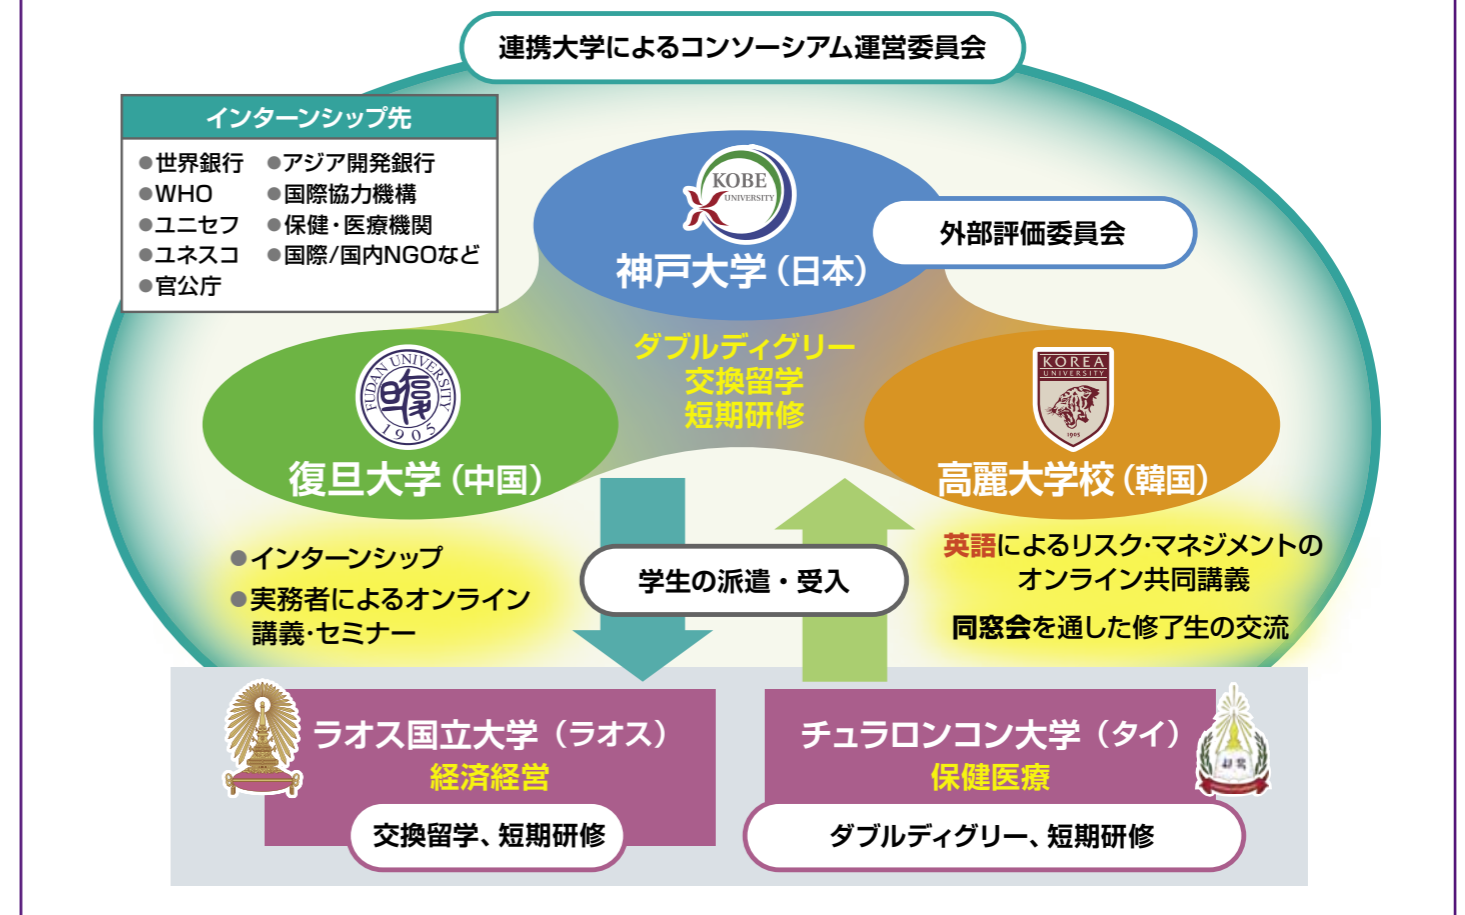 連携大学によるコンソーシアム運営委員会
インターンシップ先
●世界銀行 ●アジア開発銀行
●WHO ●国際協力機構
●ユニセフ ●保健・医療機関
●ユネスコ ●国際/国内NGOなど
●官公庁
KOBE
UNIVERSITY
神戸大学（日本）
外部評価委員会
ダブルディグリー
交換留学
短期研修
FUDAN UNIVERSITY
1905
復旦大学（中国）
KOREA
UNIVERSITY
1905
高麗大学校（韓国）
●インターンシップ
●実務者によるオンライン
講義・セミナー
学生の派遣・受入
英語によるリスク・マネジメントの
オンライン共同講義
同窓会を通した修了生の交流
ラオス国立大学（ラオス）
経済経営
交換留学、短期研修
チュラロンコン大学（タイ）
保健医療
ダブルディグリー、短期研修